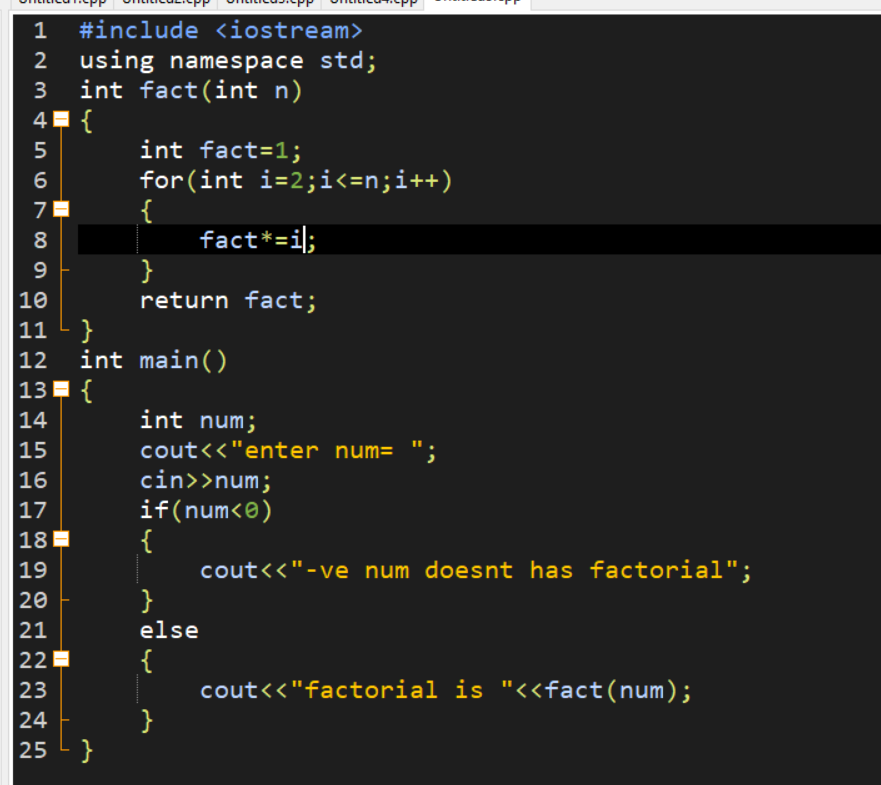 1 #include <iostream>
2 using namespace std;
3 int fact(int n)
4 {
5 int fact=1;
6 for(int i=2;i<=n;i++)
7 {
8 fact*=i;
9 }
10 return fact;
11 }
12 int main()
13 {
14 int num;
15 cout<<"enter num= ";
16 cin>>num;
17 if(num<0)
18 {
19 cout<<"-ve num doesnt has factorial";
20 }
21 else
22 {
23 cout<<"factorial is "<<fact(num);
24 }
25 }